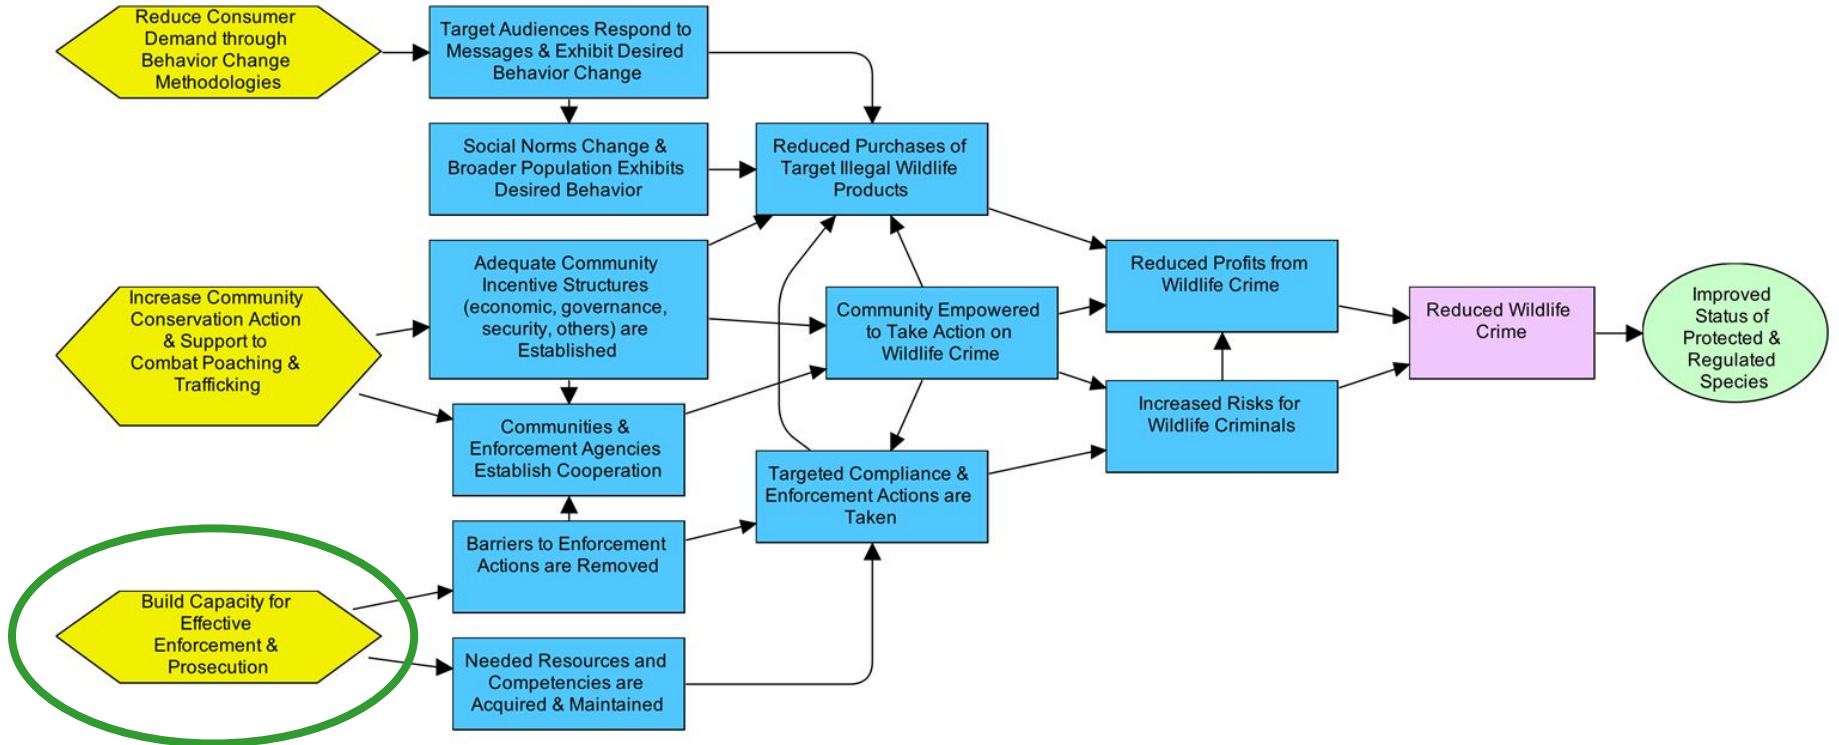 Reduce Consumer
Demand through
Behavior Change
Methodologies
Target Audiences Respond to
Messages & Exhibit Desired
Behavior Change
Social Norms Change &
Broader Population Exhibits
Desired Behavior
Reduced Purchases of
Target Illegal Wildlife
Products
Increase Community
Conservation Action
& Support to
Combat Poaching &
Trafficking
Adequate Community
Incentive Structures
(economic, governance,
security, others) are
Established
Community Empowered
to Take Action on
Wildlife Crime
Reduced Profits from
Wildlife Crime
Reduced Wildlife
Crime
Improved
Status of
Protected &
Regulated
Species
Communities &
Enforcement Agencies
Establish Cooperation
Increased Risks for
Wildlife Criminals
Targeted Compliance &
Enforcement Actions are
Taken
Build Capacity for
Effective
Enforcement &
Prosecution
Barriers to Enforcement
Actions are Removed
Needed Resources and
Competencies are
Acquired & Maintained